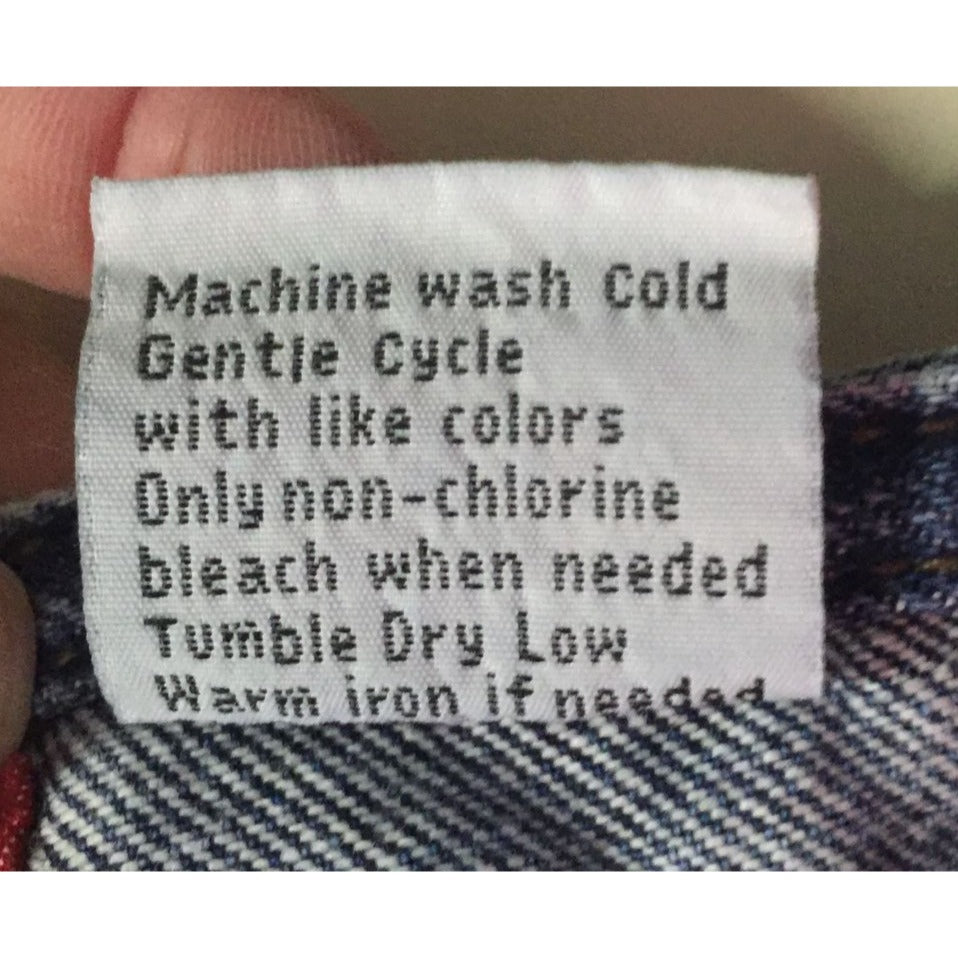 Machine wash Cold
Gentle Cycle
with like colors
Only non-chlorine
bleach when needed
Tumble Dry Low
Warm iron if needed